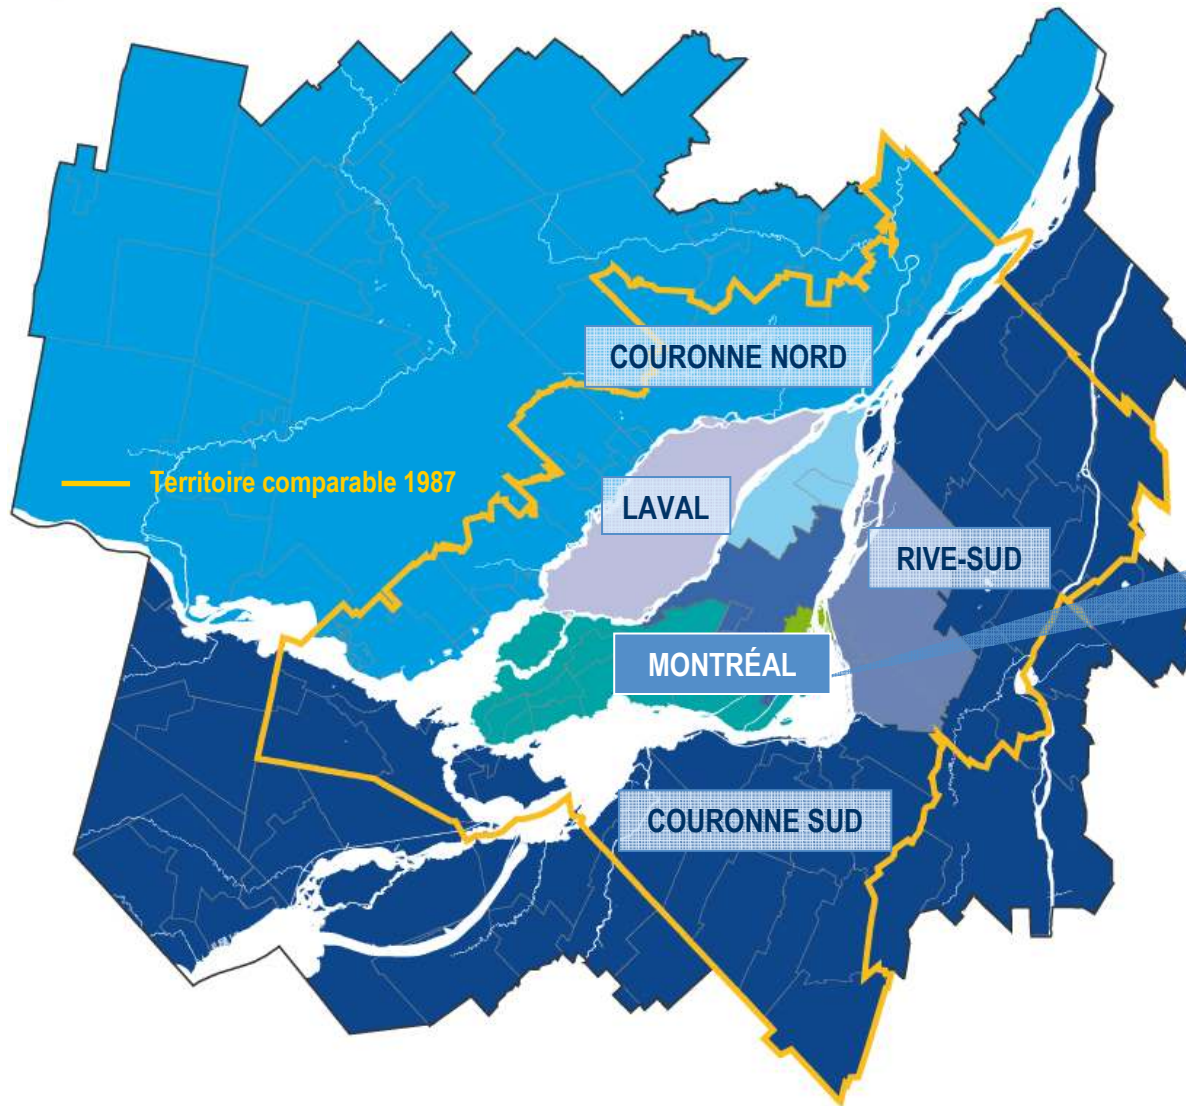 COURONNE NORD
Territoire comparable 1987
LAVAL
RIVE-SUD
MONTRÉAL
COURONNE SUD